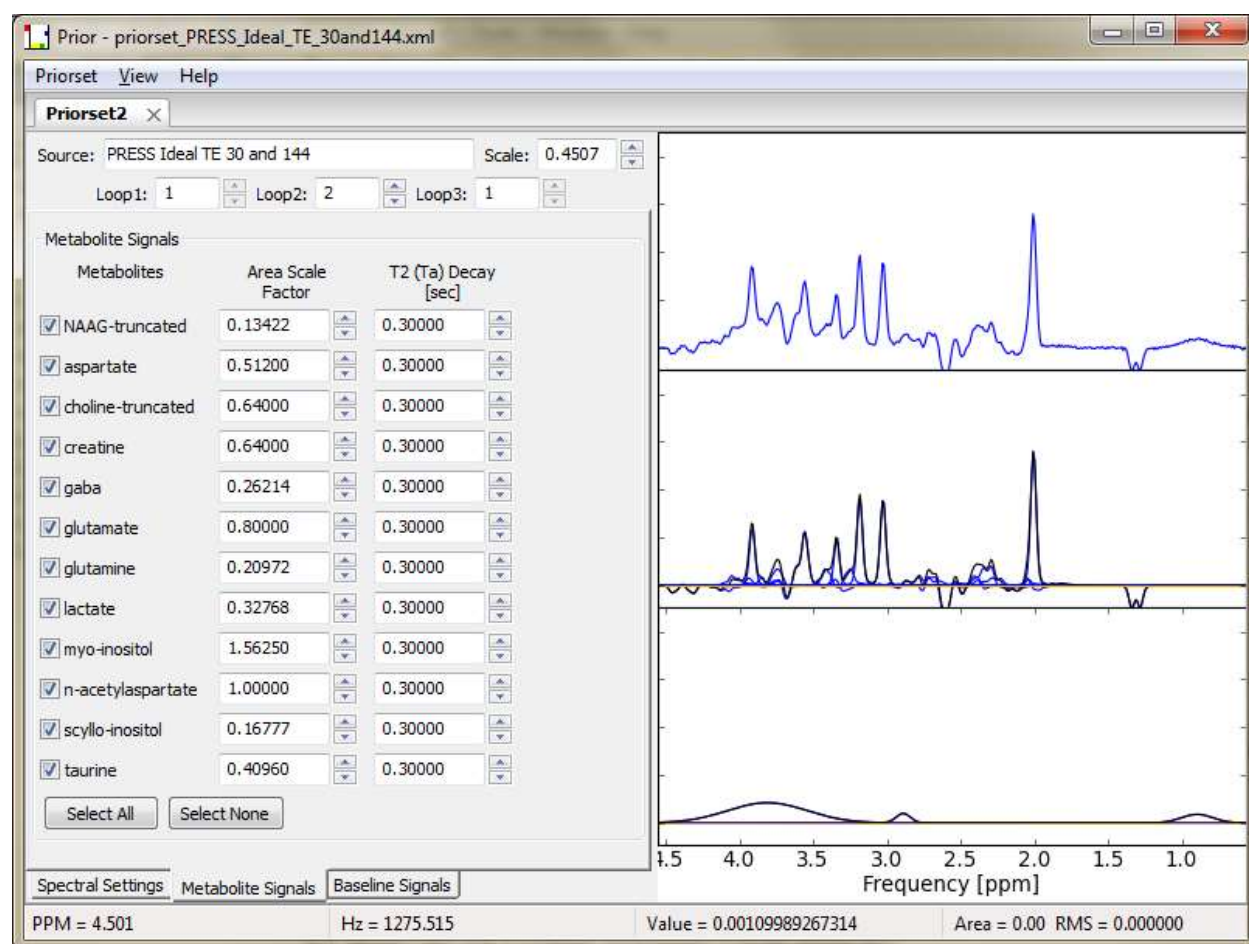 Prior - priorset_PRESS_Ideal_TE_30and144.xml
Priorset View Help
Priorset2
Source: PRESS Ideal TE 30 and 144 Scale: 0.4507
Loop1: 1 Loop2: 2 Loop3: 1
Metabolite Signals
Metabolites Area Scale Factor T2 (Ta) Decay [sec]
NAAG-truncated 0.13422 0.30000
aspartate 0.51200 0.30000
choline-truncated 0.64000 0.30000
creatine 0.64000 0.30000
gaba 0.26214 0.30000
glutamate 0.80000 0.30000
glutamine 0.20972 0.30000
lactate 0.32768 0.30000
myo-inositol 1.56250 0.30000
n-acetylaspartate 1.00000 0.30000
scyllo-inositol 0.16777 0.30000
taurine 0.40960 0.30000
Select All Select None
4.5 4.0 3.5 3.0 2.5 2.0 1.5 1.0
Frequency [ppm]
Spectral Settings Metabolite Signals Baseline Signals
PPM = 4.501 Hz = 1275.515 Value = 0.00109989267314 Area = 0.00 RMS = 0.000000